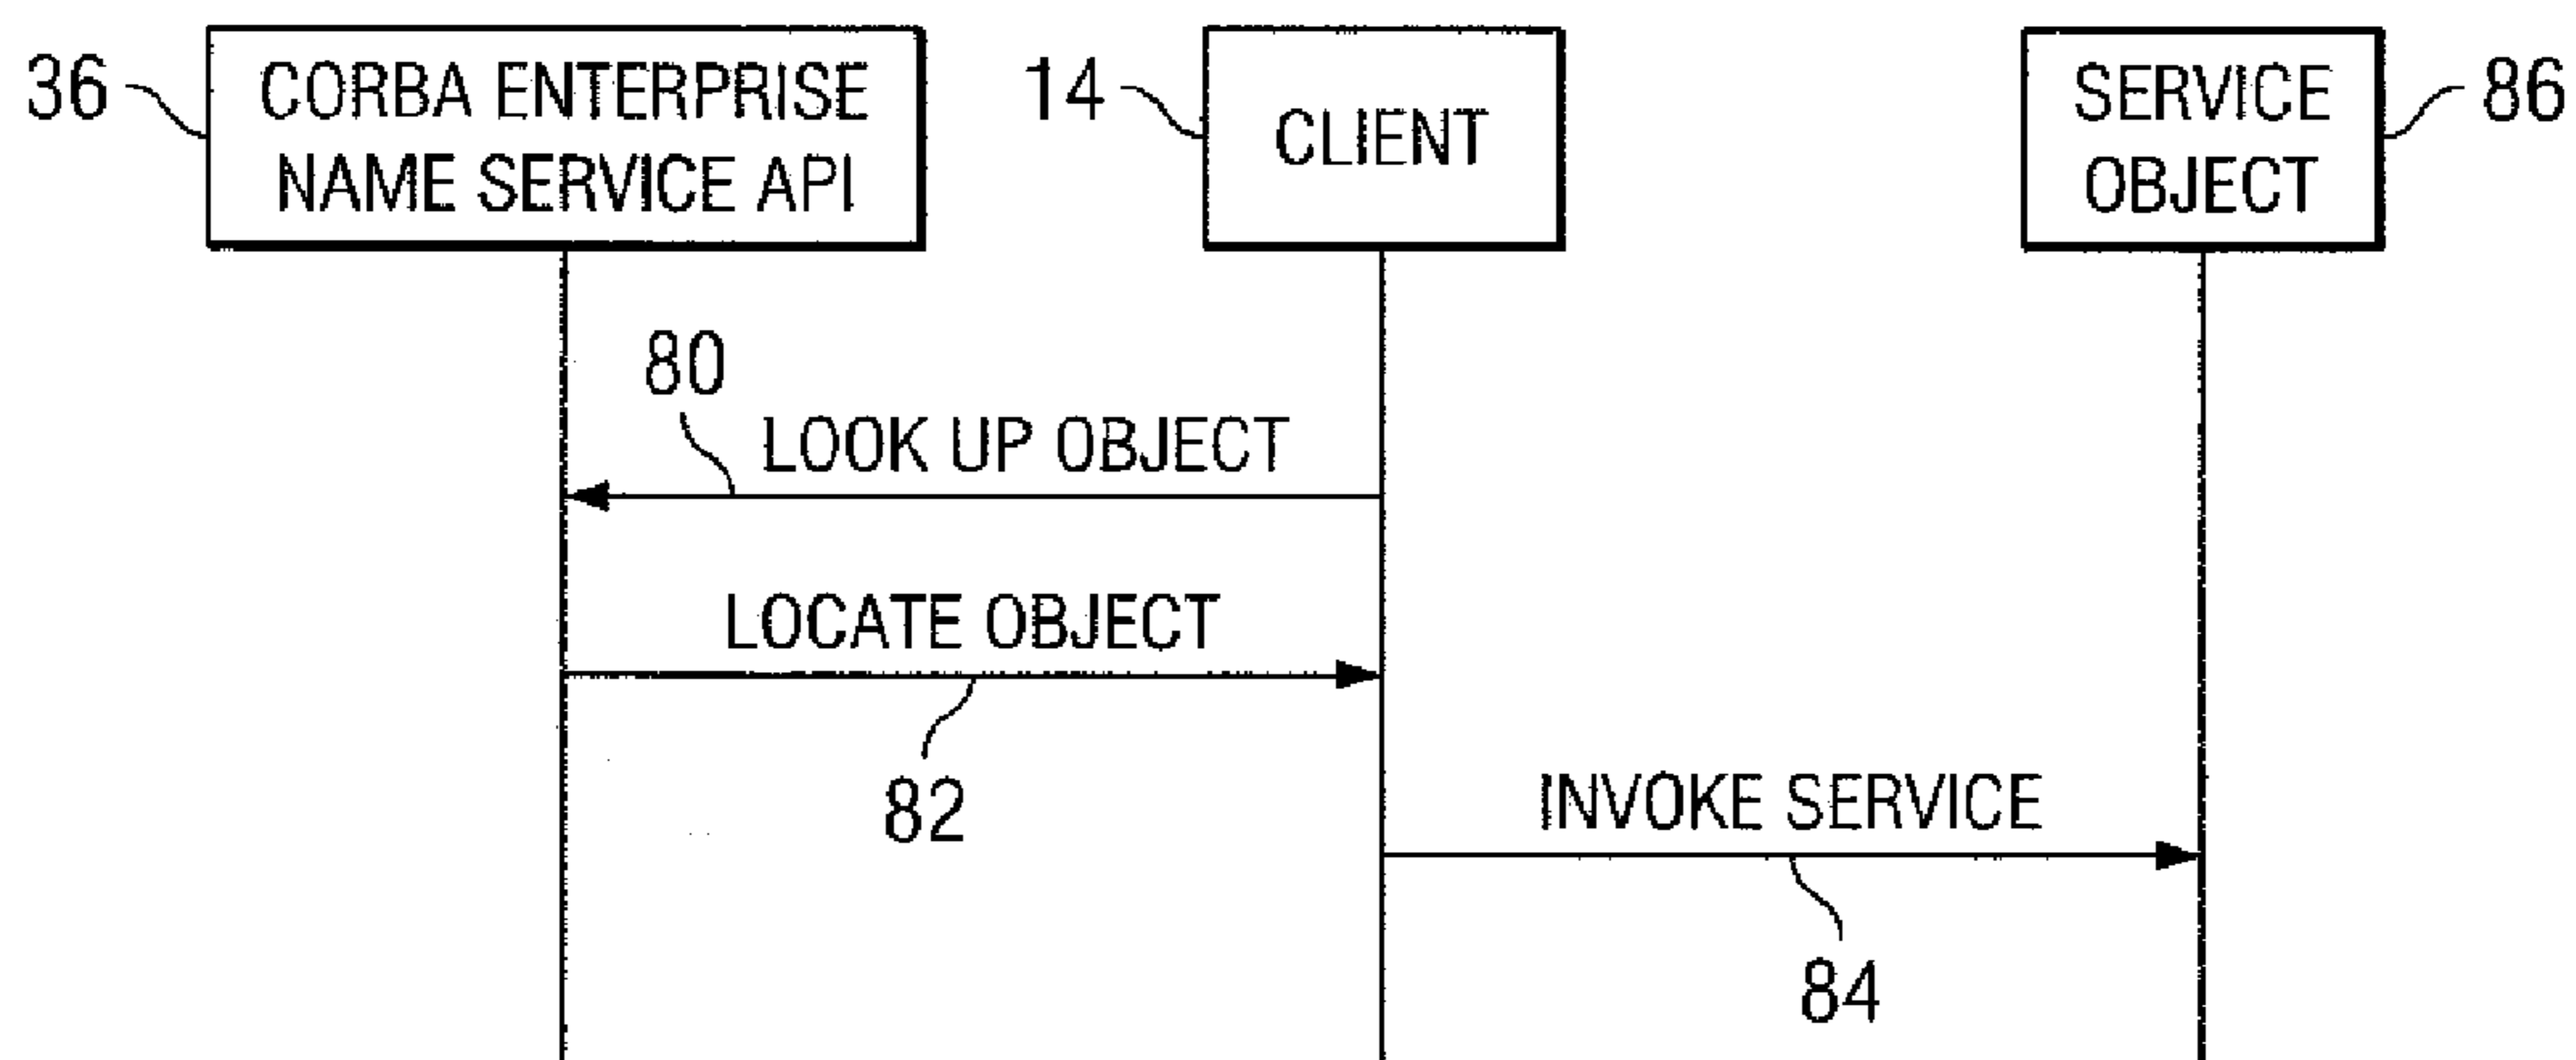 36
CORBA ENTERPRISE
NAME SERVICE API
14
CLIENT
SERVICE
OBJECT
86
80
LOOK UP OBJECT
LOCATE OBJECT
82
INVOKE SERVICE
84